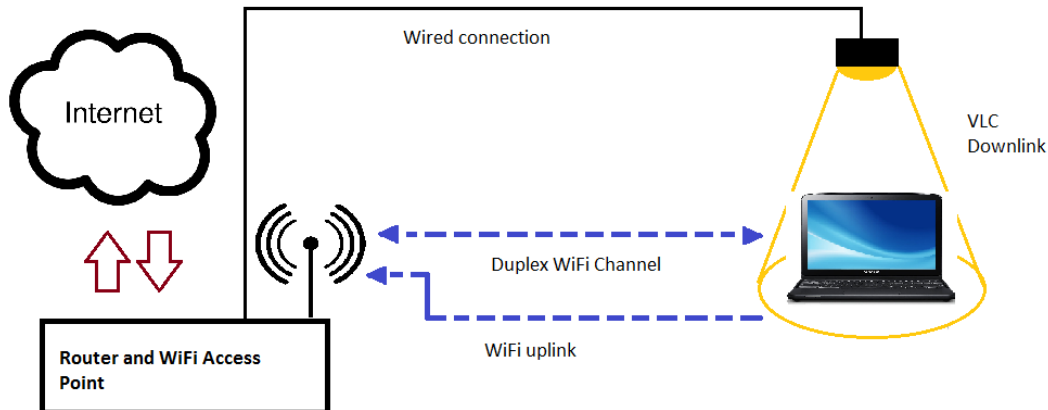 Wired connection
Internet
VLC
Downlink
Duplex WiFi Channel
WiFi uplink
Router and WiFi Access
Point